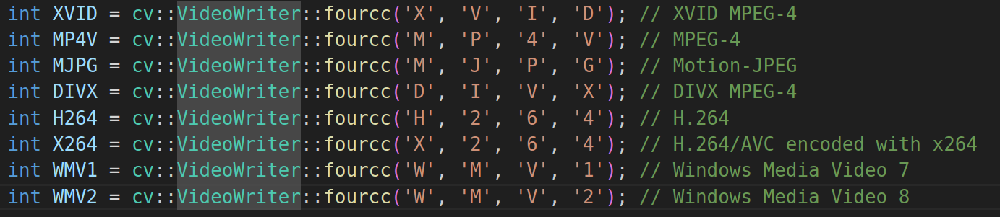 int XVID = cv::VideoWriter::fourcc('X', 'V', 'I', 'D'); // XVID MPEG-4
int MP4V = cv::VideoWriter::fourcc('M', 'P', '4', 'V'); // MPEG-4
int MJPG = cv::VideoWriter::fourcc('M', 'J', 'P', 'G'); // Motion-JPEG
int DIVX = cv::VideoWriter::fourcc('D', 'I', 'V', 'X'); // DIVX MPEG-4
int H264 = cv::VideoWriter::fourcc('H', '2', '6', '4'); // H.264
int X264 = cv::VideoWriter::fourcc('X', '2', '6', '4'); // H.264/AVC encoded with x264
int WMV1 = cv::VideoWriter::fourcc('W', 'M', 'V', '1'); // Windows Media Video 7
int WMV2 = cv::VideoWriter::fourcc('W', 'M', 'V', '2'); // Windows Media Video 8